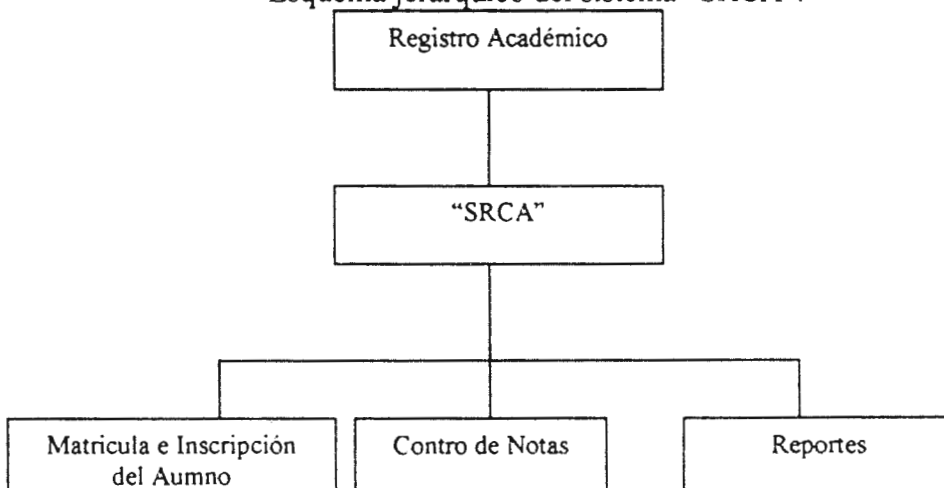 Registro Académico
“SRCA”
Matricula e Inscripción
del Aumno
Contro de Notas
Reportes